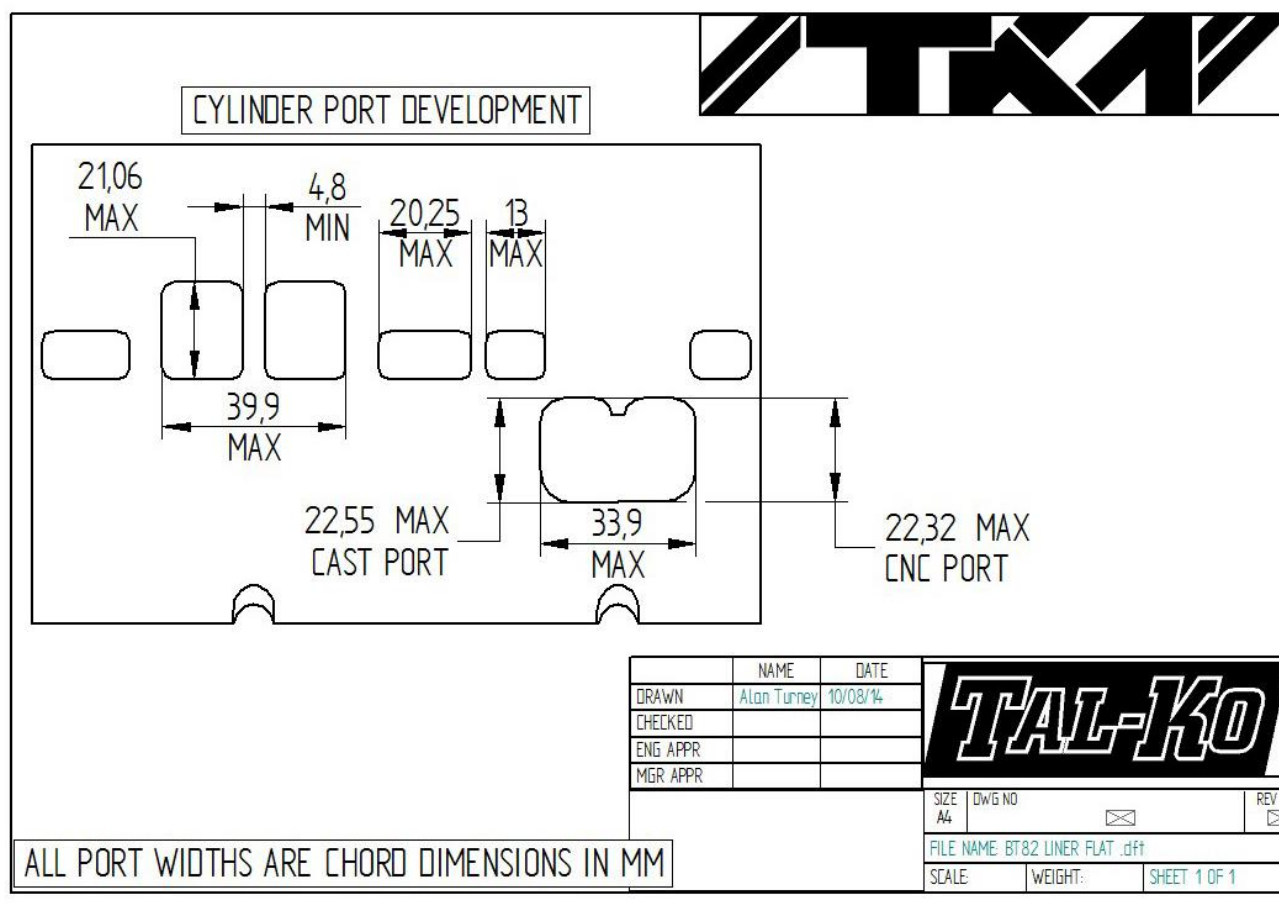 TKM
CYLINDER PORT DEVELOPMENT
21,06
MAX
4,8
MIN
20,25
MAX
13
MAX
39,9
MAX
22,55 MAX
CAST PORT
33,9
MAX
22,32 MAX
CNC PORT
NAME DATE
DRAWN Alan Turney 10/08/14
CHECKED
ENG APPR
MGR APPR
TAL-KO
SIZE DWG NO REV
A4
FILE NAME: BT82 LINER FLAT .dft
SCALE: WEIGHT: SHEET 1 OF 1
ALL PORT WIDTHS ARE CHORD DIMENSIONS IN MM